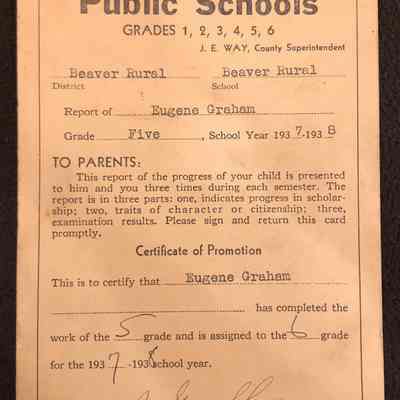 Public Schools
GRADES 1, 2, 3, 4, 5, 6
J. E. WAY, County Superintendent
Beaver Rural Beaver Rural
District School
Report of Eugene Graham
Grade Five, School Year 1937-1938
TO PARENTS:
This report of the progress of your child is presented
to him and you three times during each semester. The
report is in three parts: one, indicates progress in scholar-
ship; two, traits of character or citizenship; three,
examination results. Please sign and return this card
promptly.
Certificate of Promotion
This is to certify that Eugene Graham
has completed the
work of the 5 grade and is assigned to the 6 grade
for the 1937-1938 school year.